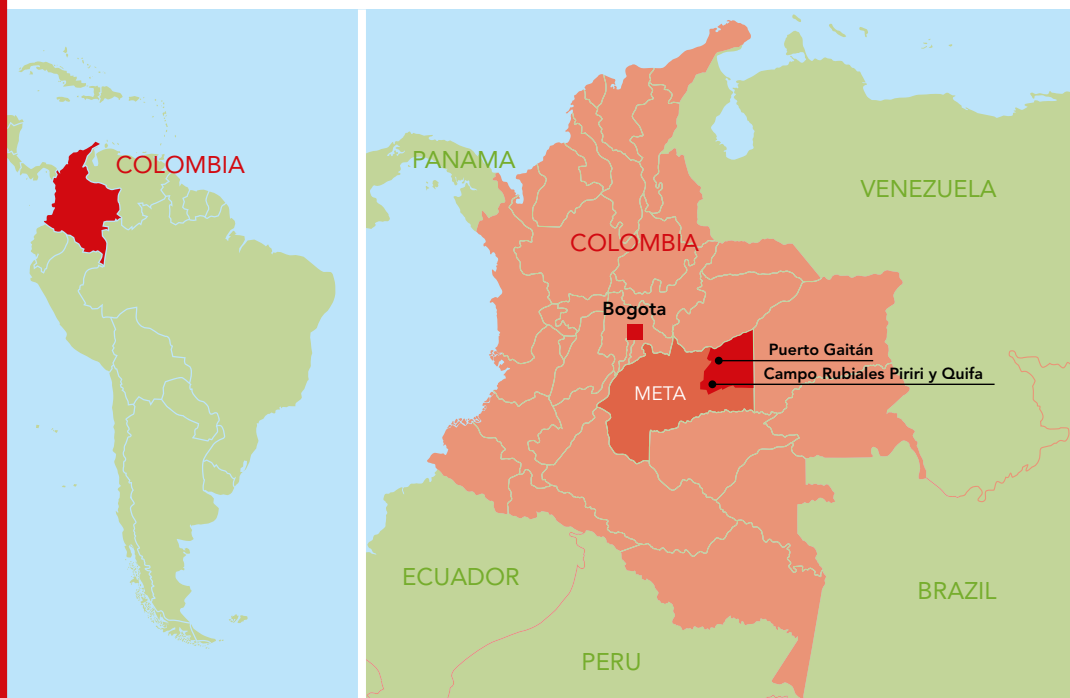 COLOMBIA
PANAMA
VENEZUELA
COLOMBIA
Bogota
Puerto Gaitán
Campo Rubiales Piriri y Quifa
META
ECUADOR
BRAZIL
PERU